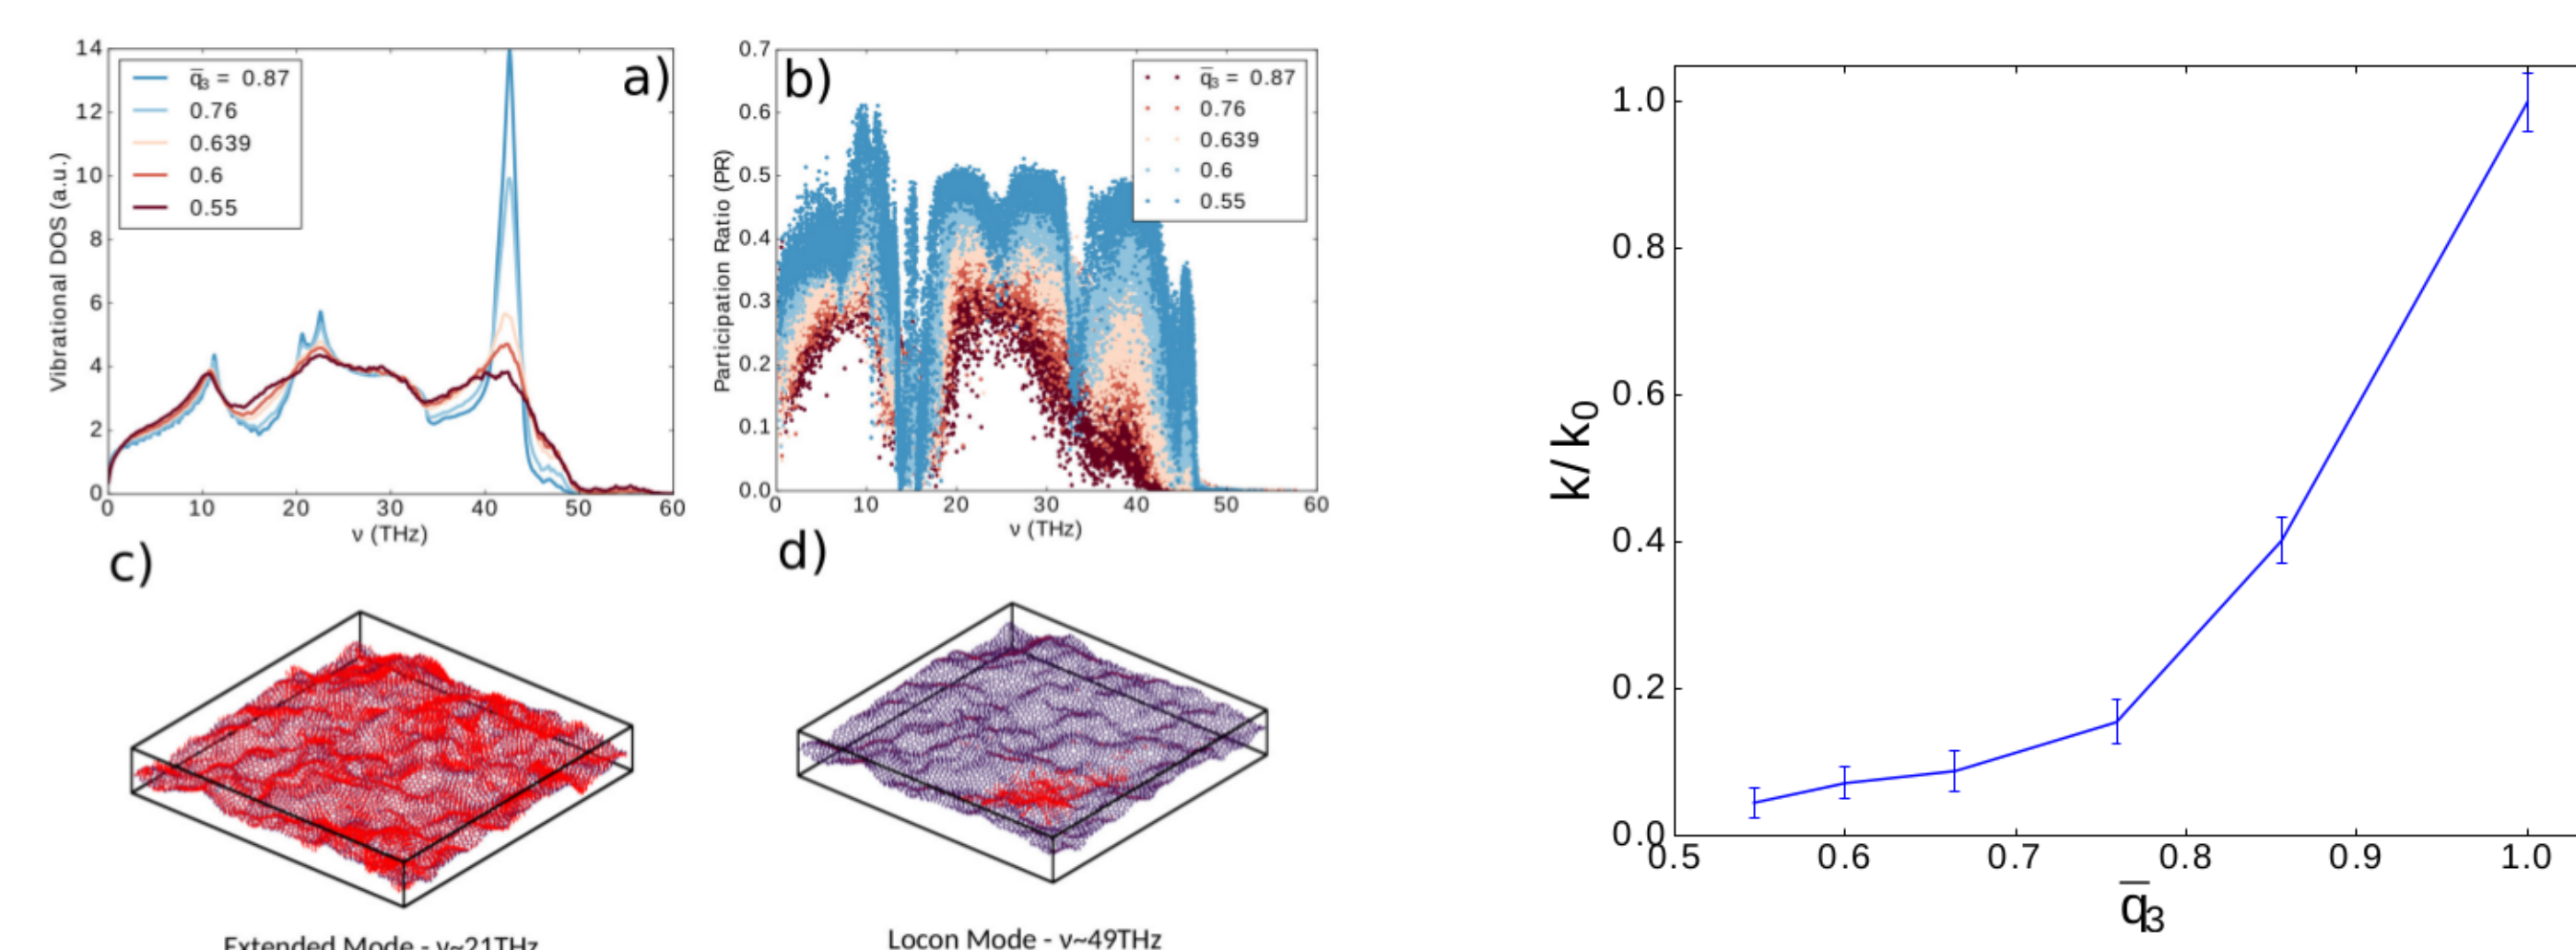 a)
Vibrational DOS (a.u.)
14
12
10
8
6
4
2
0
q̅3 = 0.87
0.76
0.639
0.6
0.55
0 10 20 30 40 50 60
ν (THz)
b)
Participation Ratio (PR)
0.7
0.6
0.5
0.4
0.3
0.2
0.1
0.0
q̅3 = 0.87
0.76
0.639
0.6
0.55
0 10 20 30 40 50 60
ν (THz)
c)
Extended Mode - ν~21THz
d)
Locon Mode - ν~49THz
k/k0
1.0
0.8
0.6
0.4
0.2
0.0
0.5 0.6 0.7 0.8 0.9 1.0
q̅3